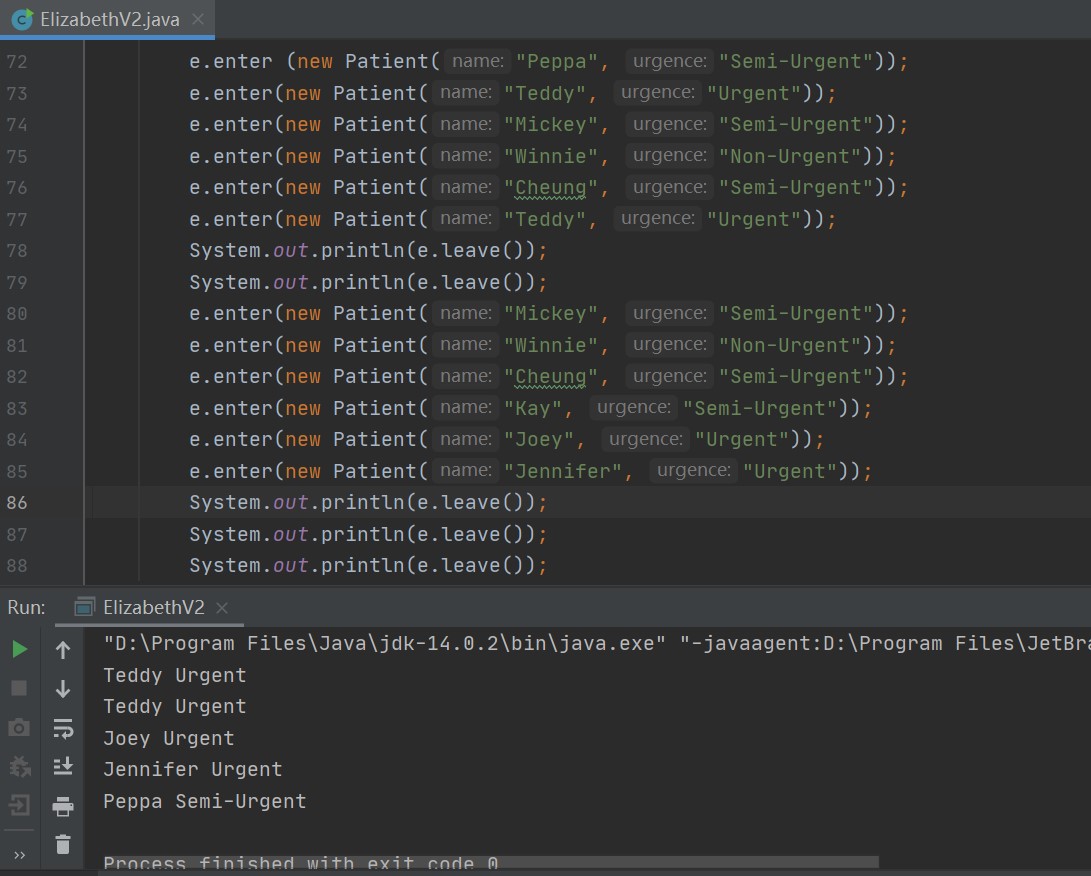 ElizabethV2.java
72 e.enter (new Patient( name: "Peppa", urgence: "Semi-Urgent"));
73 e.enter(new Patient( name: "Teddy", urgence: "Urgent"));
74 e.enter(new Patient( name: "Mickey", urgence: "Semi-Urgent"));
75 e.enter(new Patient( name: "Winnie", urgence: "Non-Urgent"));
76 e.enter(new Patient( name: "Cheung", urgence: "Semi-Urgent"));
77 e.enter(new Patient( name: "Teddy", urgence: "Urgent"));
78 System.out.println(e.leave());
79 System.out.println(e.leave());
80 e.enter(new Patient( name: "Mickey", urgence: "Semi-Urgent"));
81 e.enter(new Patient( name: "Winnie", urgence: "Non-Urgent"));
82 e.enter(new Patient( name: "Cheung", urgence: "Semi-Urgent"));
83 e.enter(new Patient( name: "Kay", urgence: "Semi-Urgent"));
84 e.enter(new Patient( name: "Joey", urgence: "Urgent"));
85 e.enter(new Patient( name: "Jennifer", urgence: "Urgent"));
86 System.out.println(e.leave());
87 System.out.println(e.leave());
88 System.out.println(e.leave());
Run: ElizabethV2
"D:\Program Files\Java\jdk-14.0.2\bin\java.exe" "-javaagent:D:\Program Files\JetBra
Teddy Urgent
Teddy Urgent
Joey Urgent
Jennifer Urgent
Peppa Semi-Urgent
Process finished with exit code 0